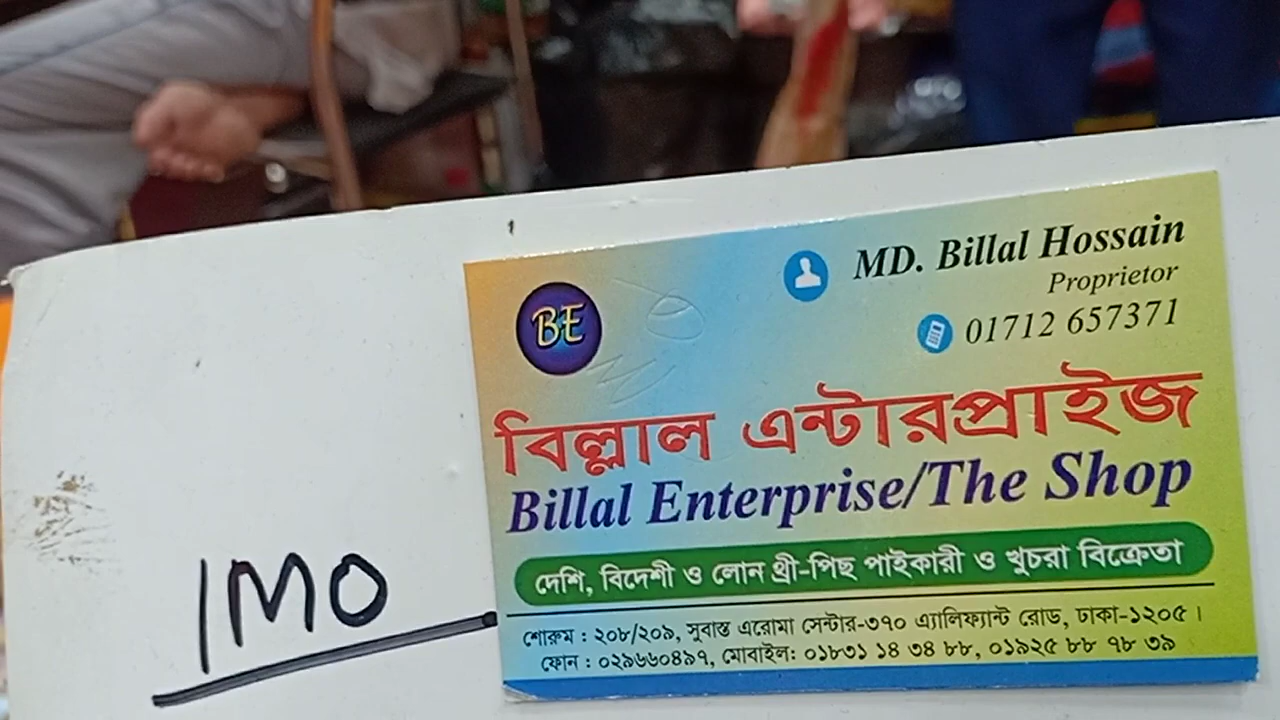 BE
MD. Billal Hossain
Proprietor
01712 657371
বিল্লাল এন্টারপ্রাইজ
Billal Enterprise/The Shop
দেশি, বিদেশী ও লোন থ্রী-পিছ পাইকারী ও খুচরা বিক্রেতা
শোরুম : ২০৮/২০৯, সুবাস্ত এরোমা সেন্টার-৩৭০ এ্যালিফ্যান্ট রোড, ঢাকা-১২০৫।
ফোন : ০২৯৬৬০৪৯৭, মোবাইল: ০১৮৩১ ১৪ ৩৪ ৮৮, ০১৯২৫ ৮৮ ৭৮ ৩৯
IMO